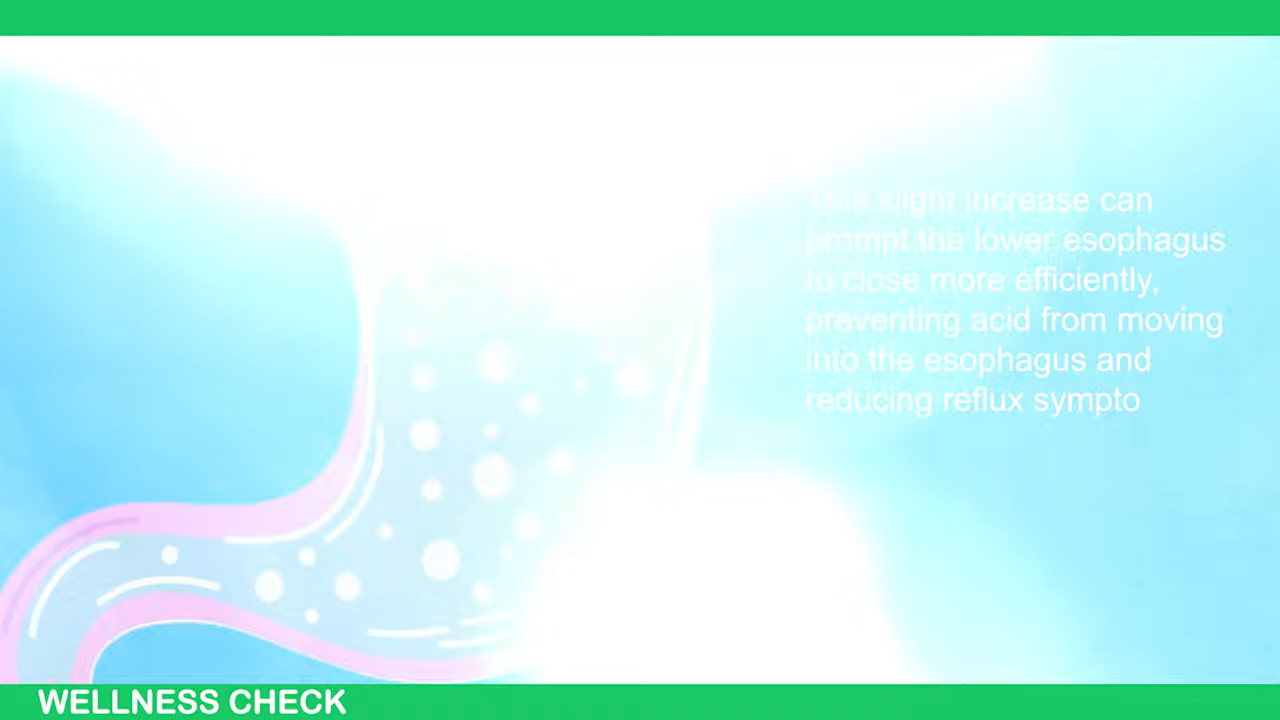 This slight increase can
prompt the lower esophagus
to close more efficiently,
preventing acid from moving
into the esophagus and
reducing reflux sympto
WELLNESS CHECK